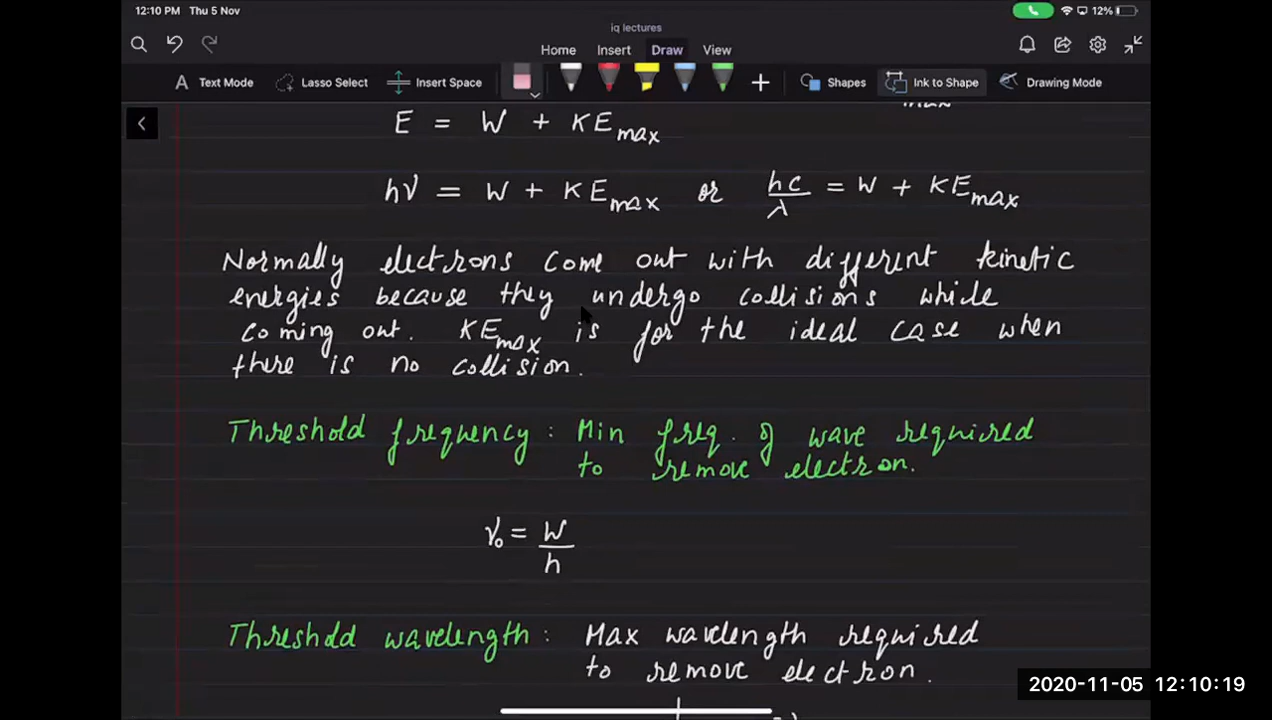 12:10 PM Thu 5 Nov
12%
iq lectures
Home Insert Draw View
Text Mode Lasso Select Insert Space Shapes Ink to Shape Drawing Mode
max
E = W + KEmax
hν = W + KEmax or hc/λ = W + KEmax
Normally electrons come out with different kinetic
energies because they undergo collisions while
coming out. KEmax is for the ideal case when
there is no collision.
Threshold frequency : Min freq. of wave required
to remove electron.
ν₀ = W/h
Threshold wavelength : Max wavelength required
to remove electron.
2020-11-05 12:10:19